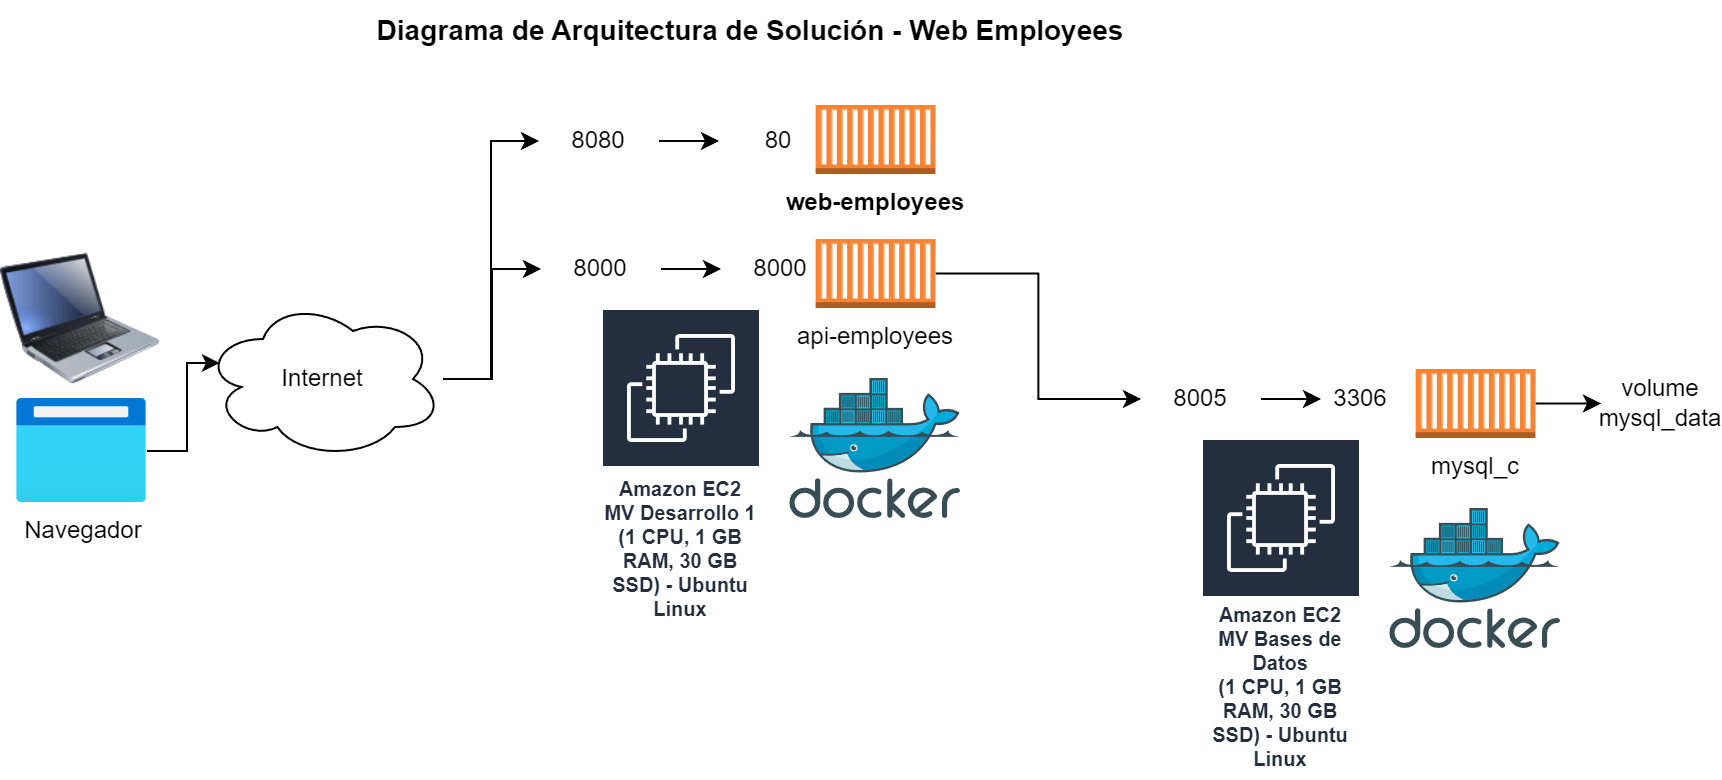 Diagrama de Arquitectura de Solución - Web Employees
8080
80
web-employees
8000
8000
api-employees
Internet
Navegador
Amazon EC2
MV Desarrollo 1
(1 CPU, 1 GB
RAM, 30 GB
SSD) - Ubuntu
Linux
docker
8005
3306
mysql_c
volume
mysql_data
Amazon EC2
MV Bases de
Datos
(1 CPU, 1 GB
RAM, 30 GB
SSD) - Ubuntu
Linux
docker